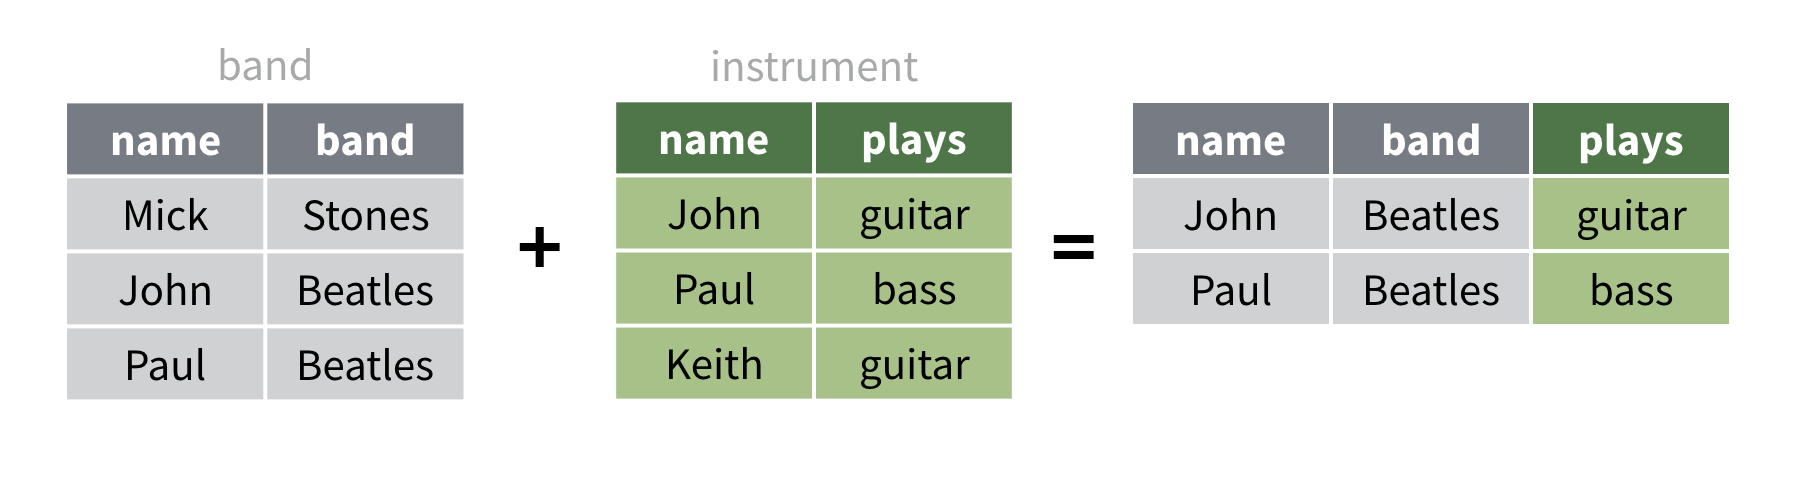 band
name band
Mick Stones
John Beatles
Paul Beatles
+
instrument
name plays
John guitar
Paul bass
Keith guitar
=
name band plays
John Beatles guitar
Paul Beatles bass